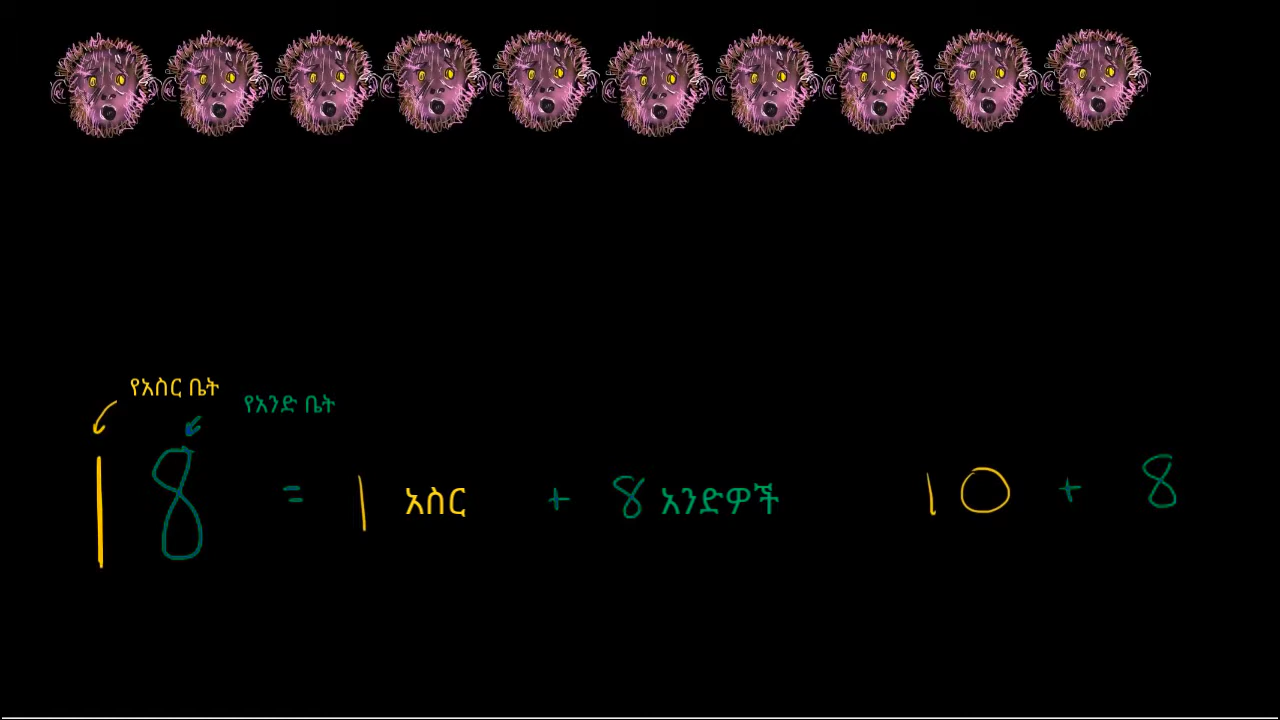 የአስር ቤት
የአንድ ቤት
18 = 1 አስር + 8 አንድዎች 10 + 8